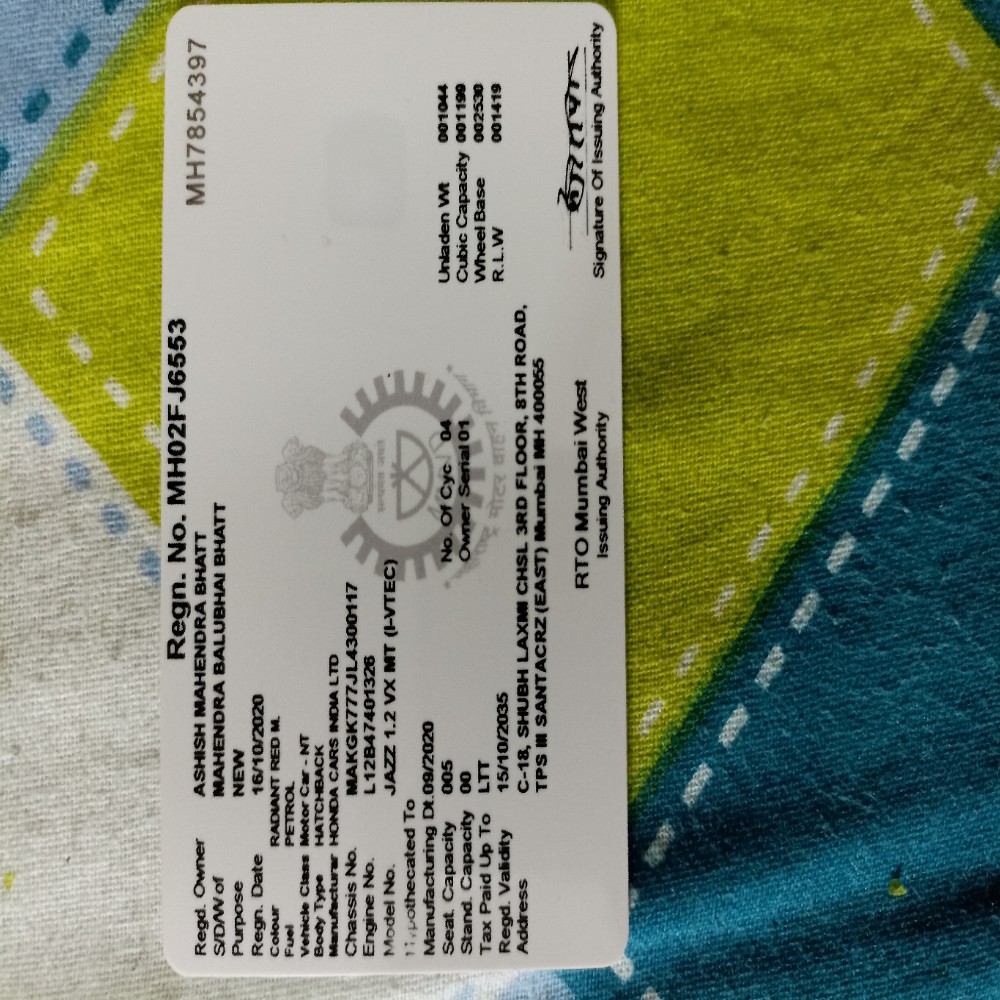 MH7854397
Regn. No. MH02FJ6553
Regd. Owner ASHISH MAHENDRA BHATT
S/D/W of MAHENDRA BALUBHAI BHATT
Purpose NEW
Regn. Date 16/10/2020
Colour RADIANT RED M.
Fuel PETROL
Vehicle Class Motor Car - NT
Body Type HATCHBACK
Manufacturer HONDA CARS INDIA LTD
Chassis No. MAKGK777JL4300117
Engine No. L12B47401326
Model No. JAZZ 1.2 VX MT (I-VTEC)
Hypothecated To
Manufacturing Dt. 09/2020 No. Of Cyc 04 Unladen Wt 001044
Seat. Capacity 005 Owner Serial 01 Cubic Capacity 001199
Stand. Capacity 00 Wheel Base 002530
Tax Paid Up To LTT R.L.W 001419
Regd. Validity 15/10/2035
Address C-18, SHUBH LAXMI CHSL 3RD FLOOR, 8TH ROAD,
TPS III SANTACRZ (EAST) Mumbai MH 400055
RTO Mumbai West
Issuing Authority
Signature Of Issuing Authority